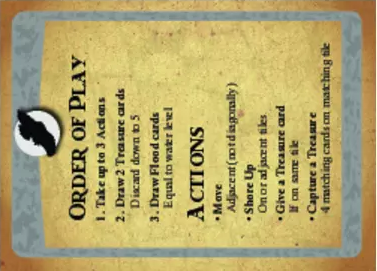 ORDER OF PLAY
1. Take up to 3 Actions
2. Draw 2 Treasure cards
Discard down to 5
3. Draw Flood cards
Equal to water level
ACTIONS
• Move
Adjacent (not diagonally)
• Shore Up
On or adjacent tiles
• Give a Treasure card
If on same tile
• Capture a Treasure
4 matching cards on matching tile